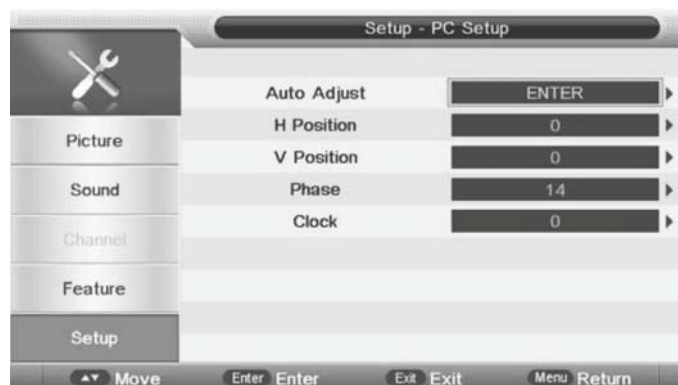 Setup - PC Setup
Auto Adjust ENTER
H Position 0
V Position 0
Phase 14
Clock 0
Picture
Sound
Channel
Feature
Setup
Move Enter Enter Exit Exit Menu Return